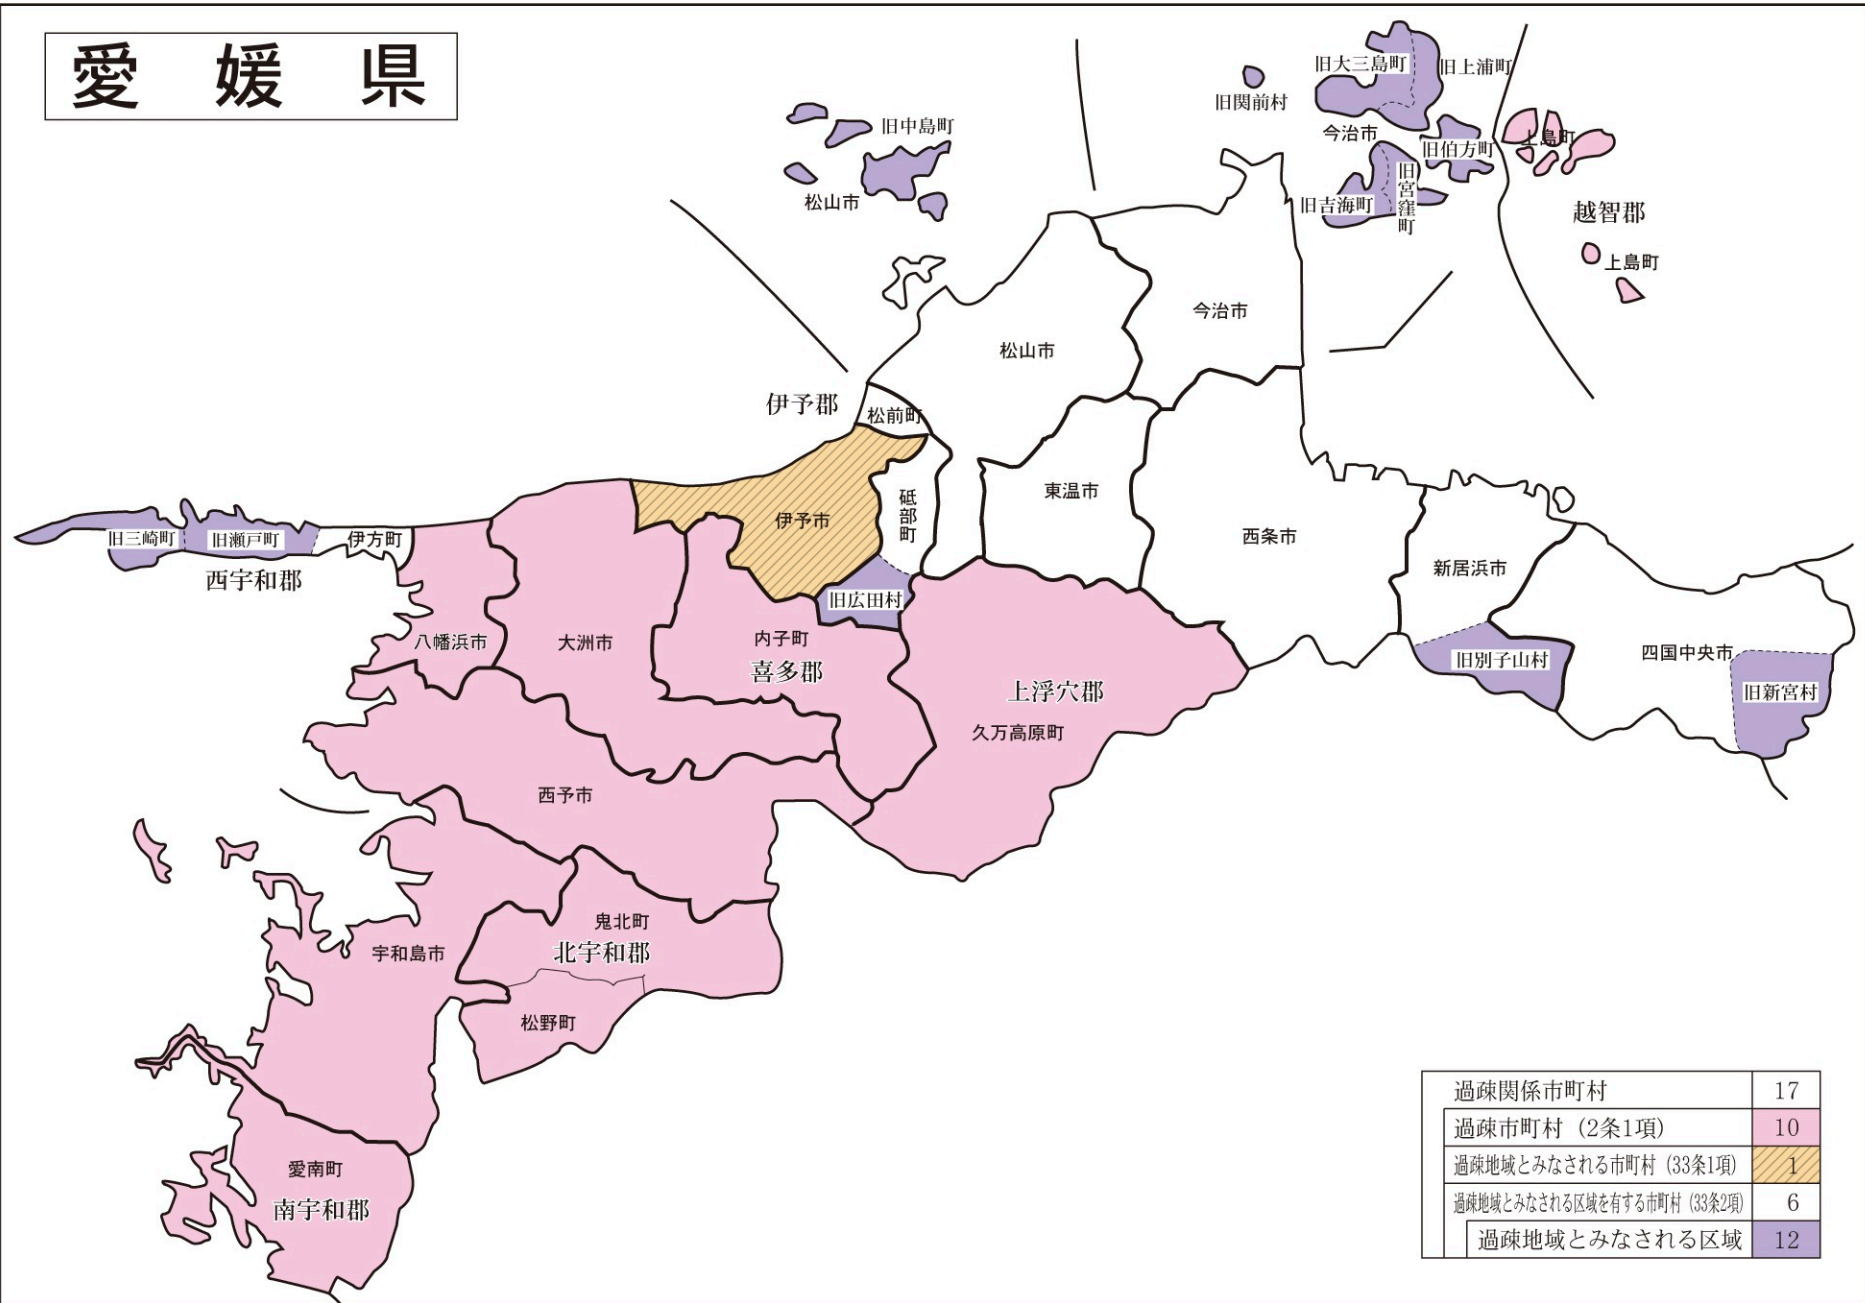 愛媛県
旧大三島町
旧上浦町
旧関前村
今治市
旧伯方町
上島町
旧宮窪町
旧吉海町
越智郡
上島町
旧中島町
松山市
今治市
松山市
伊予郡
松前町
砥部町
東温市
伊予市
西条市
新居浜市
旧三崎町
旧瀬戸町
伊方町
西宇和郡
旧広田村
八幡浜市
大洲市
内子町
喜多郡
上浮穴郡
久万高原町
旧別子山村
四国中央市
旧新宮村
西予市
鬼北町
北宇和郡
宇和島市
松野町
愛南町
南宇和郡
過疎関係市町村 17
過疎市町村（2条1項） 10
過疎地域とみなされる市町村（33条1項） 1
過疎地域とみなされる区域を有する市町村（33条2項） 6
過疎地域とみなされる区域 12